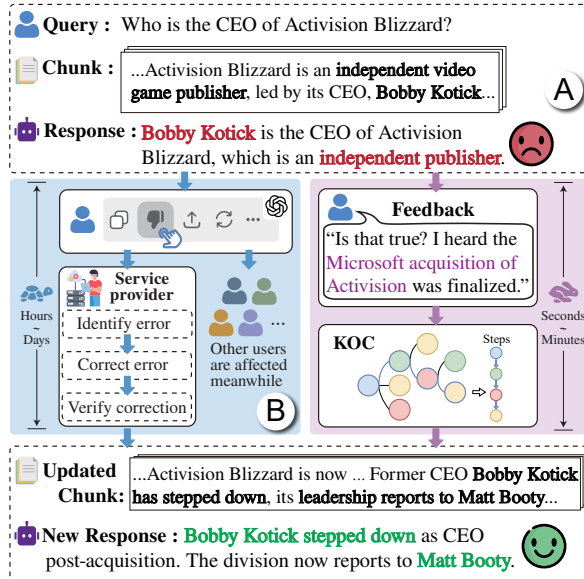 Query : Who is the CEO of Activision Blizzard?
Chunk : ...Activision Blizzard is an independent video
game publisher, led by its CEO, Bobby Kotick...
A
Response : Bobby Kotick is the CEO of Activision
Blizzard, which is an independent publisher.
Hours
~
Days
Service
provider
Identify error
Correct error
Verify correction
Other users
are affected
meanwhile
B
Feedback
“Is that true? I heard the
Microsoft acquisition of
Activision was finalized.”
KOC
Steps
Seconds
~
Minutes
Updated
Chunk:
...Activision Blizzard is now ... Former CEO Bobby Kotick
has stepped down, its leadership reports to Matt Booty...
New Response : Bobby Kotick stepped down as CEO
post-acquisition. The division now reports to Matt Booty.